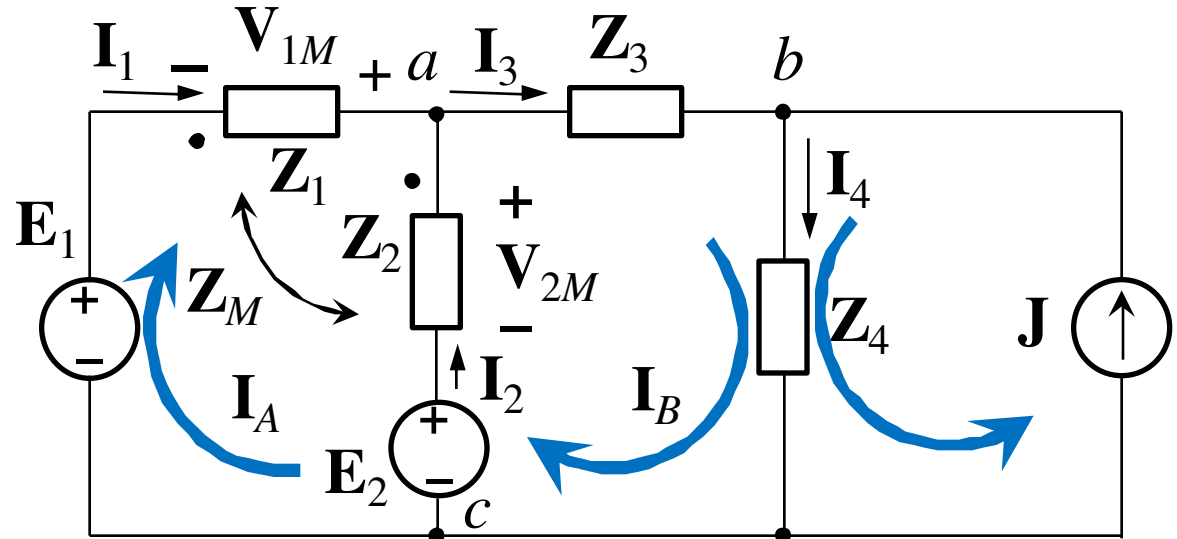 I1
− V1M +
a
I3
Z3
b
Z1
E1
+
−
ZM
IA
Z2
+
V2M
−
I2
E2
+
−
c
IB
I4
Z4
J